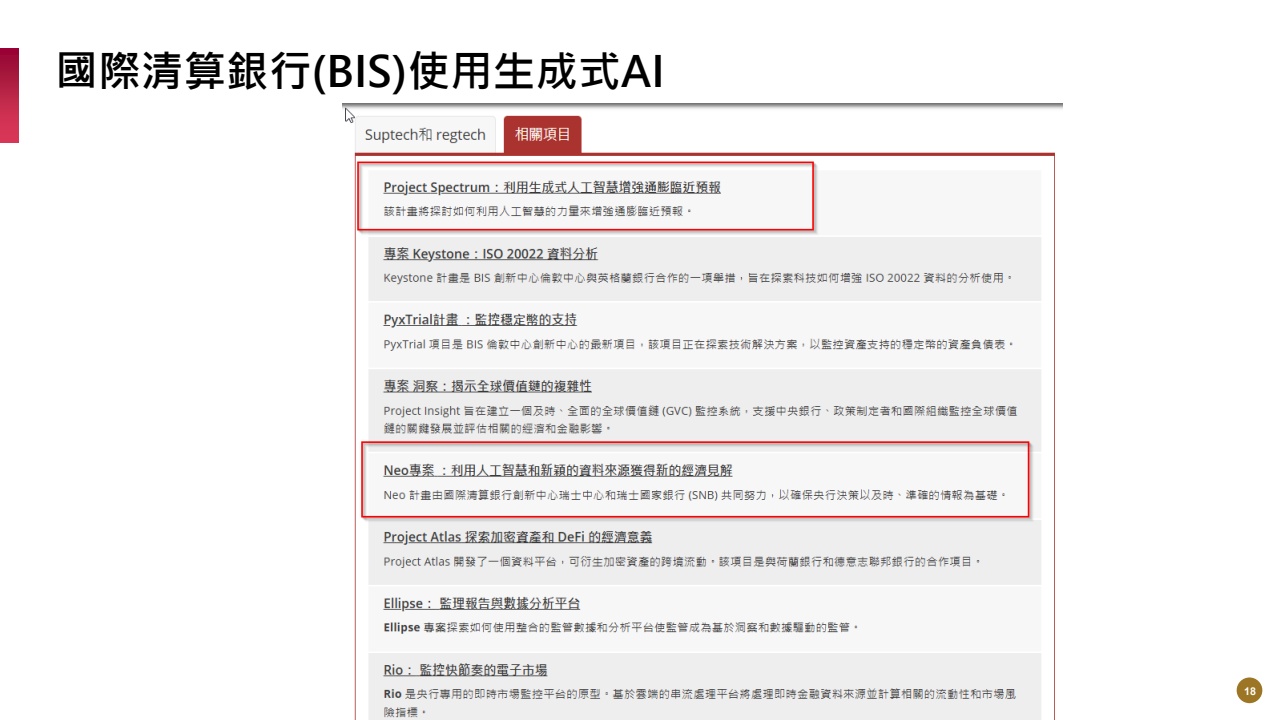 國際清算銀行(BIS)使用生成式AI
Suptech和 regtech
相關項目
Project Spectrum：利用生成式人工智慧增強通膨臨近預報
該計畫將探討如何利用人工智慧的力量來增強通膨臨近預報。
專案 Keystone：ISO 20022 資料分析
Keystone 計畫是 BIS 創新中心倫敦中心與英格蘭銀行合作的一項舉措，旨在探索科技如何增強 ISO 20022 資料的分析使用。
PyxTrial計畫 ：監控穩定幣的支持
PyxTrial 項目是 BIS 倫敦中心創新中心的最新項目，該項目正在探索技術解決方案，以監控資產支持的穩定幣的資產負債表。
專案 洞察：揭示全球價值鏈的複雜性
Project Insight 旨在建立一個及時、全面的全球價值鏈 (GVC) 監控系統，支援中央銀行、政策制定者和國際組織監控全球價值
鏈的關鍵發展並評估相關的經濟和金融影響。
Neo專案 ：利用人工智慧和新穎的資料來源獲得新的經濟見解
Neo 計畫由國際清算銀行創新中心瑞士中心和瑞士國家銀行 (SNB) 共同努力，以確保央行決策以及時、準確的情報為基礎。
Project Atlas 探索加密資產和 DeFi 的經濟意義
Project Atlas 開發了一個資料平台，可衍生加密資產的跨境流動。該項目是與荷蘭銀行和德意志聯邦銀行的合作項目。
Ellipse： 監理報告與數據分析平台
Ellipse 專案探索如何使用整合的監管數據和分析平台使監管成為基於洞察和數據驅動的監管。
Rio： 監控快節奏的電子市場
Rio 是央行專用的即時市場監控平台的原型。基於雲端的串流處理平台將處理即時金融資料來源並計算相關的流動性和市場風
險指標。
18